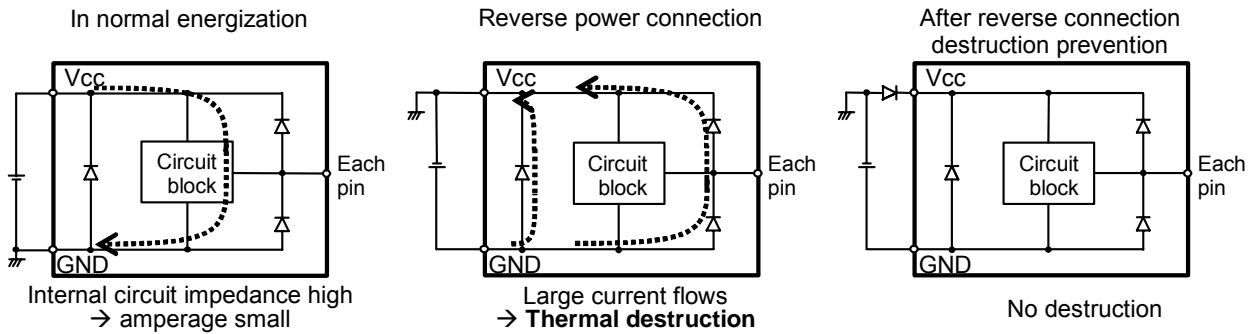 In normal energization
Vcc
Circuit
block
Each
pin
GND
Internal circuit impedance high
→ amperage small
Reverse power connection
Vcc
Circuit
block
Each
pin
GND
Large current flows
→ Thermal destruction
After reverse connection
destruction prevention
Vcc
Circuit
block
Each
pin
GND
No destruction